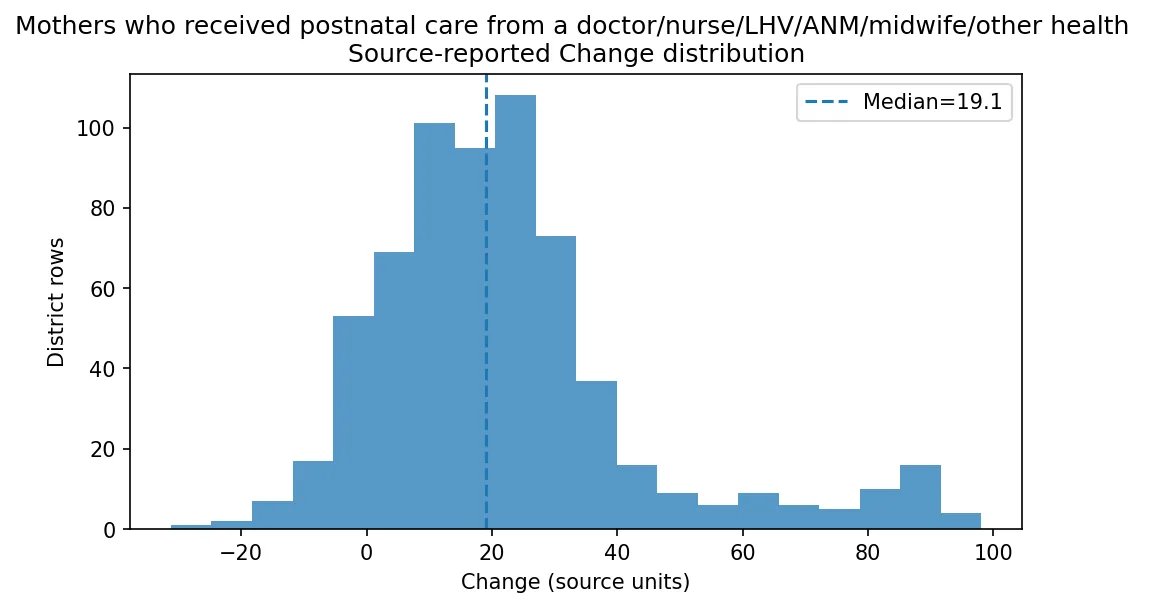 Mothers who received postnatal care from a doctor/nurse/LHV/ANM/midwife/other health
Source-reported Change distribution
Median=19.1
District rows
100
80
60
40
20
0
−20
0
20
40
60
80
100
Change (source units)